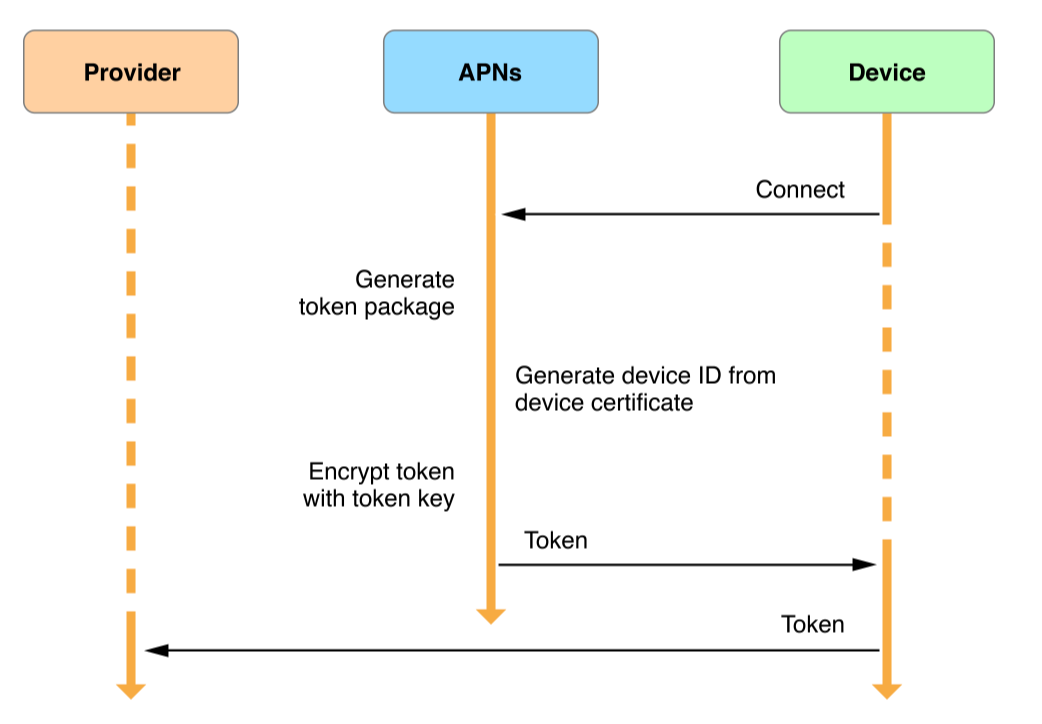 Provider
APNs
Device
Connect
Generate
token package
Generate device ID from
device certificate
Encrypt token
with token key
Token
Token